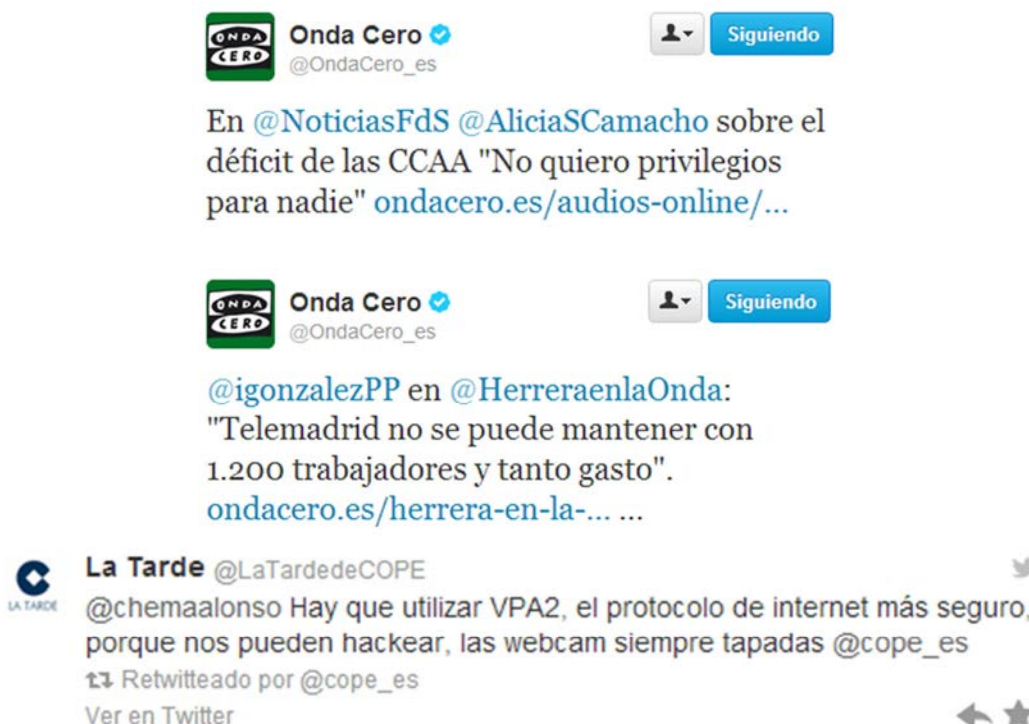 ONDA CERO
Onda Cero
Siguiendo
@OndaCero_es
En @NoticiasFdS @AliciaSCamacho sobre el
déficit de las CCAA "No quiero privilegios
para nadie" ondacero.es/audios-online/...
ONDA CERO
Onda Cero
Siguiendo
@OndaCero_es
@igonzalezPP en @HerreraenlaOnda:
"Telemadrid no se puede mantener con
1.200 trabajadores y tanto gasto".
ondacero.es/herrera-en-la-... ...
LA TARDE
La Tarde @LaTardedeCOPE
@chemaalonso Hay que utilizar VPA2, el protocolo de internet más seguro,
porque nos pueden hackear, las webcam siempre tapadas @cope_es
Retwitteado por @cope_es
Ver en Twitter